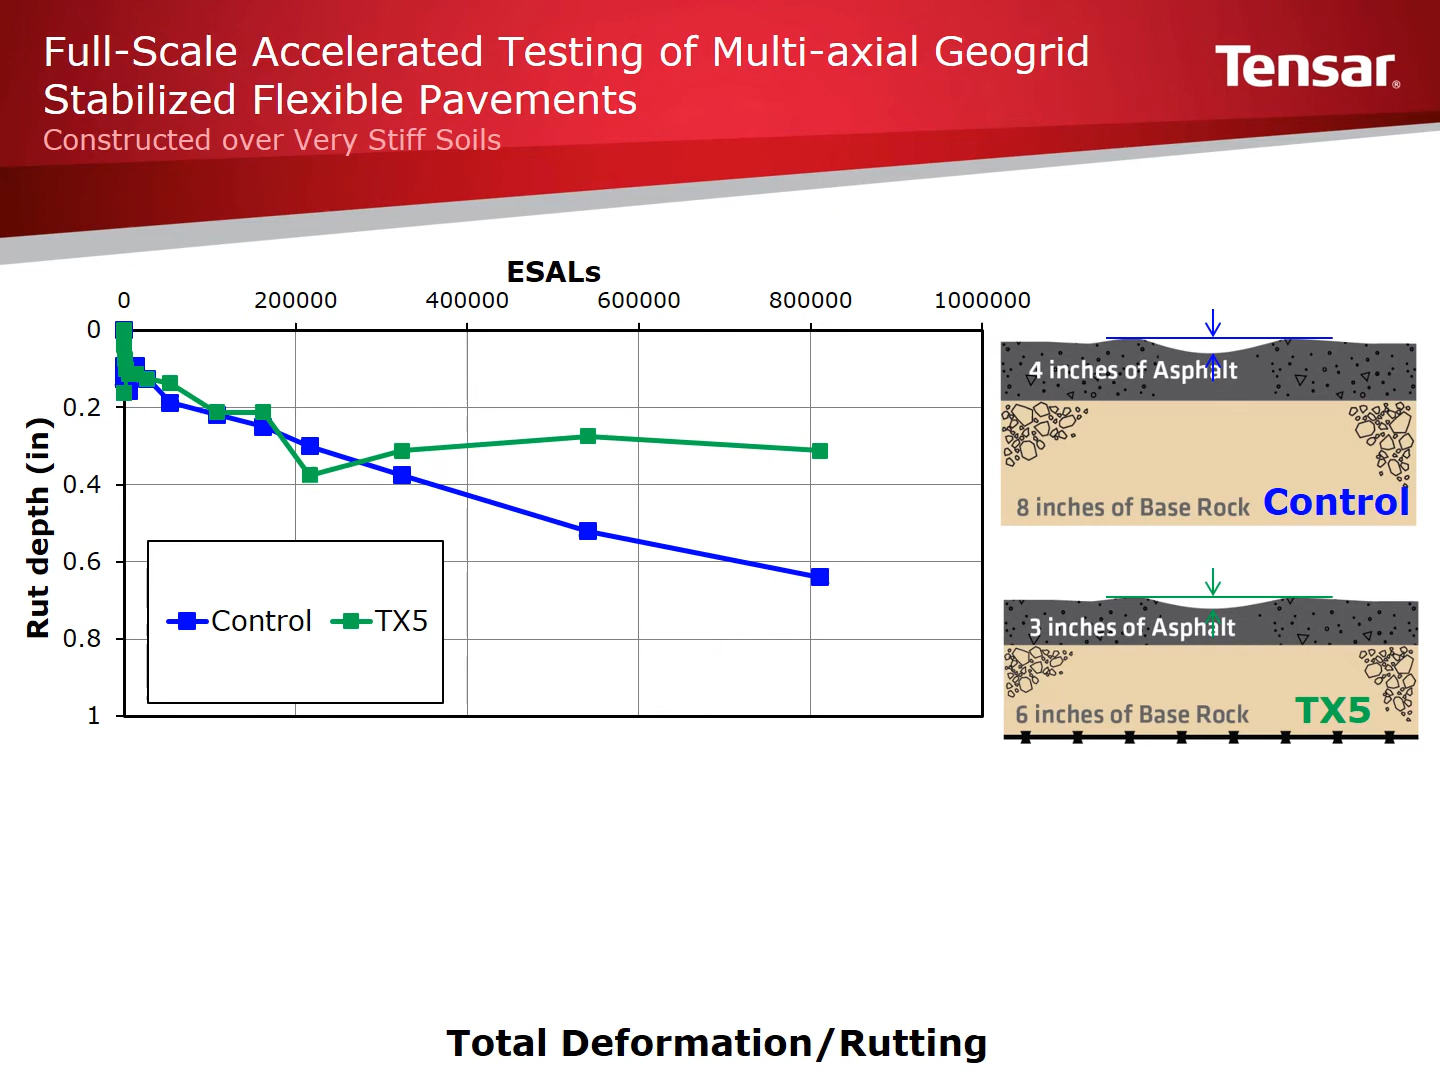 Full-Scale Accelerated Testing of Multi-axial Geogrid
Stabilized Flexible Pavements
Constructed over Very Stiff Soils
Tensar®
ESALs
0 200000 400000 600000 800000 1000000
Rut depth (in)
0
0.2
0.4
0.6
0.8
1
Control TX5
4 inches of Asphalt
8 inches of Base Rock Control
3 inches of Asphalt
6 inches of Base Rock TX5
Total Deformation/Rutting